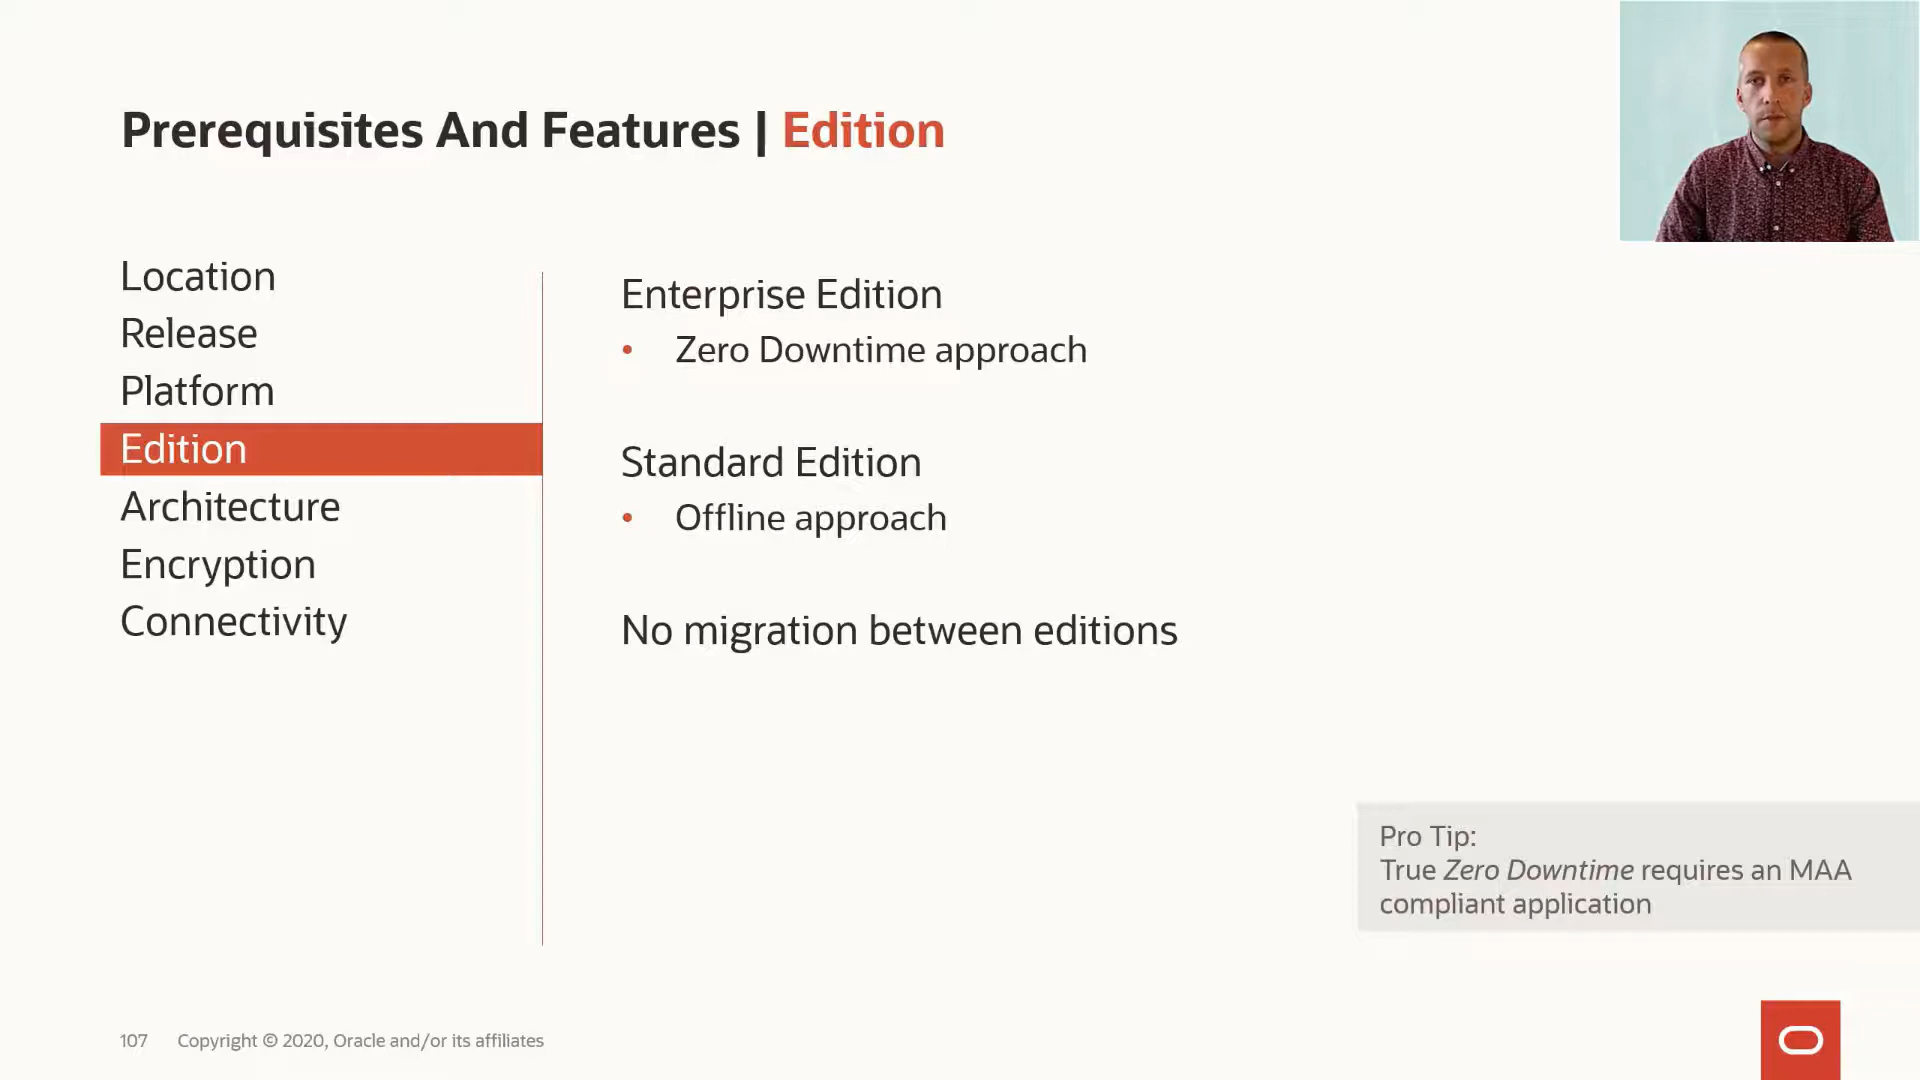 Prerequisites And Features | Edition
Location
Release
Platform
Edition
Architecture
Encryption
Connectivity
Enterprise Edition
• Zero Downtime approach
Standard Edition
• Offline approach
No migration between editions
Pro Tip:
True Zero Downtime requires an MAA
compliant application
107 Copyright © 2020, Oracle and/or its affiliates